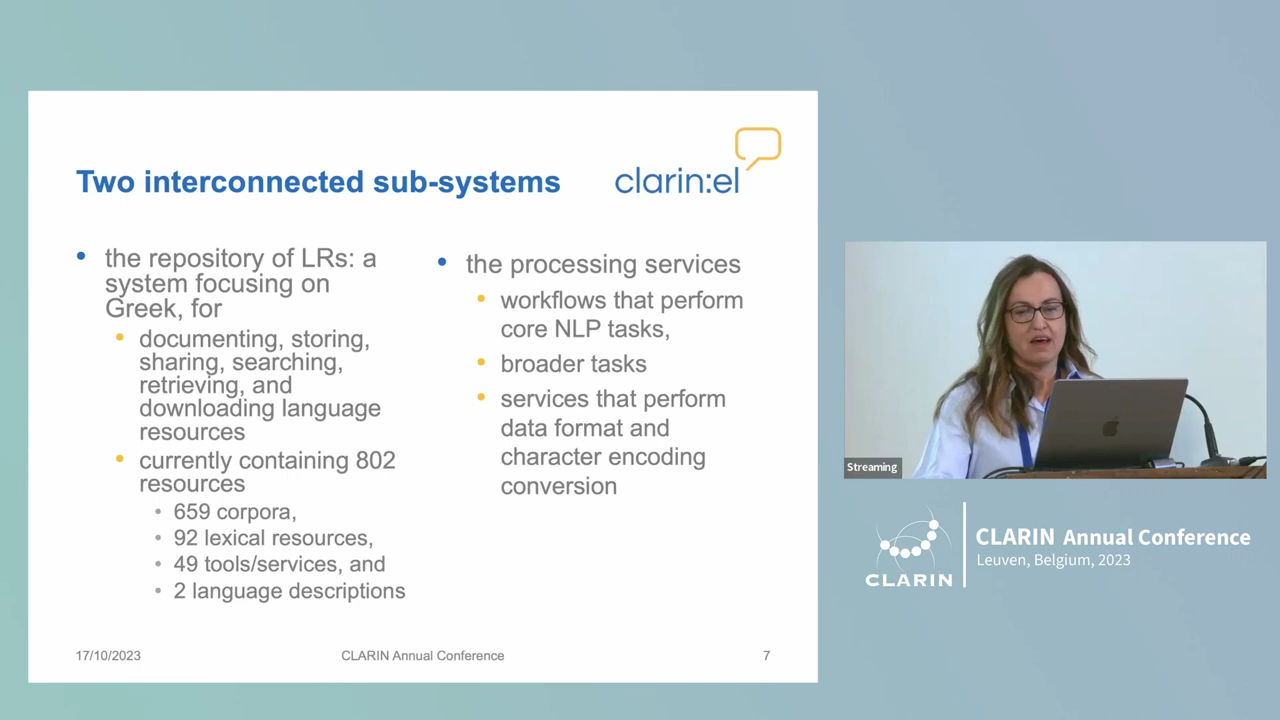 Two interconnected sub-systems
clarin:el
• the repository of LRs: a
system focusing on
Greek, for
• documenting, storing,
sharing, searching,
retrieving, and
downloading language
resources
• currently containing 802
resources
• 659 corpora,
• 92 lexical resources,
• 49 tools/services, and
• 2 language descriptions
• the processing services
• workflows that perform
core NLP tasks,
• broader tasks
• services that perform
data format and
character encoding
conversion
17/10/2023
CLARIN Annual Conference
7
Streaming
CLARIN
CLARIN Annual Conference
Leuven, Belgium, 2023